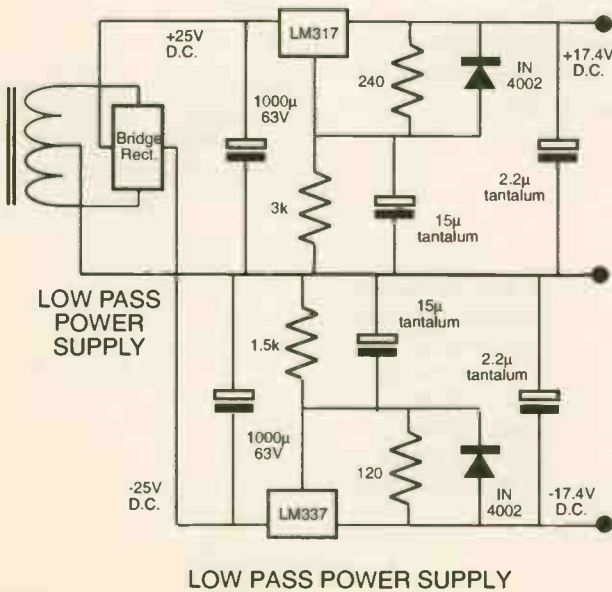 +25V
D.C.
LM317
IN
4002
+17.4V
D.C.
240
1000µ
63V
Bridge
Rect.
2.2µ
tantalum
3k
15µ
tantalum
LOW PASS
POWER
SUPPLY
15µ
tantalum
1.5k
2.2µ
tantalum
1000µ
63V
120
-25V
D.C.
LM337
IN
4002
-17.4V
D.C.
LOW PASS POWER SUPPLY